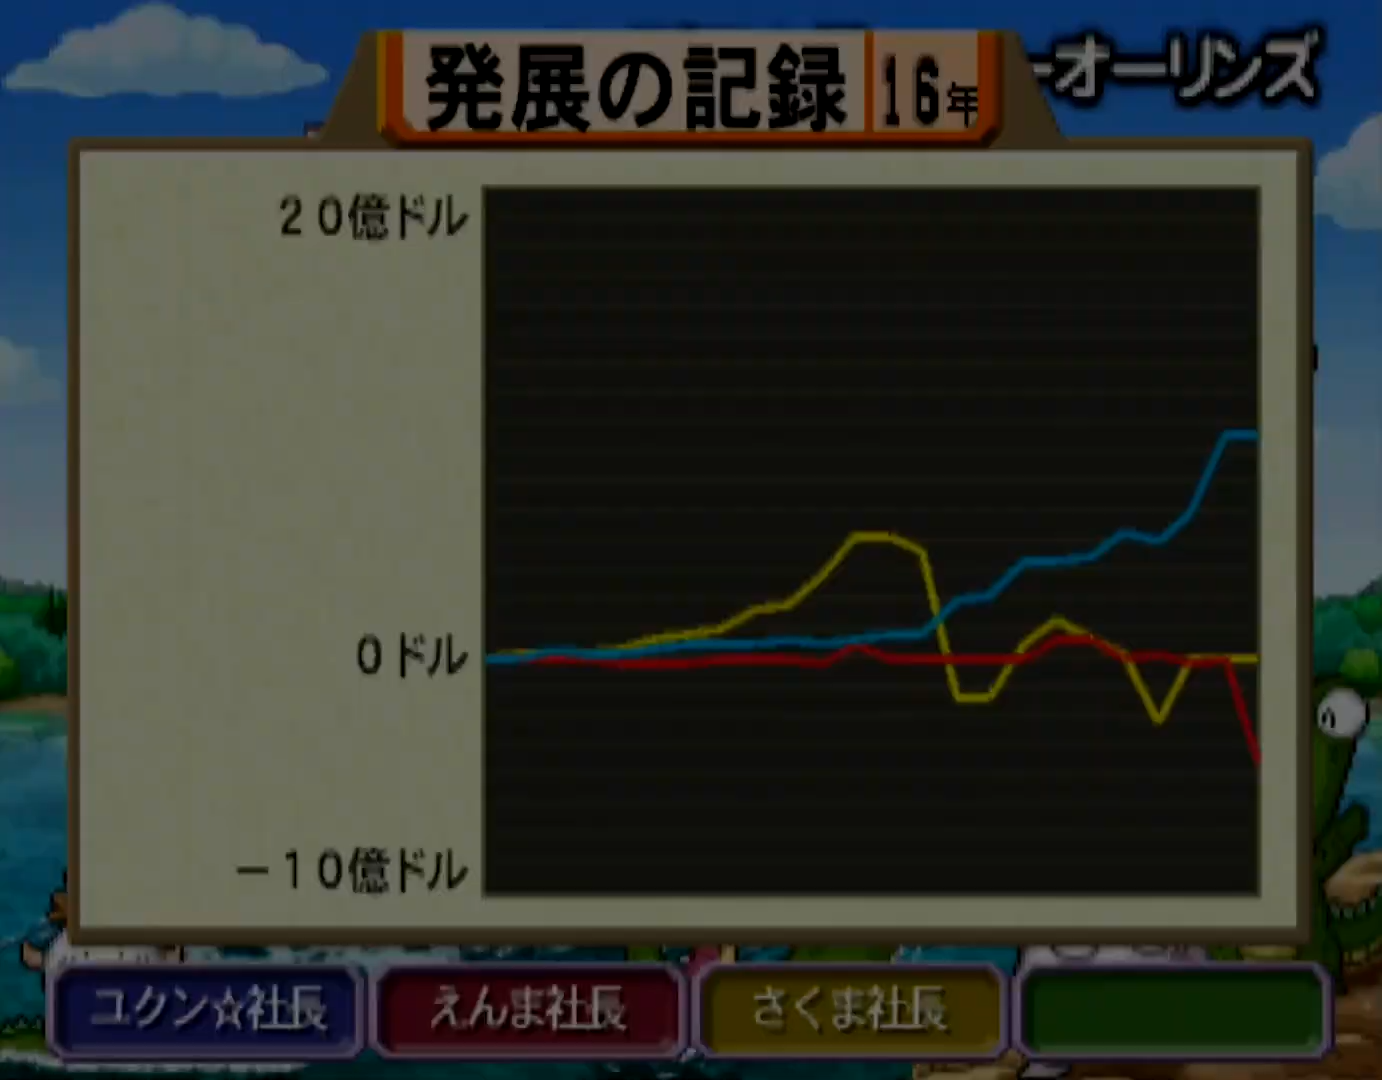 発展の記録 16年
ーオーリンズ
20億ドル
0ドル
−10億ドル
ユクン☆社長
えんま社長
さくま社長